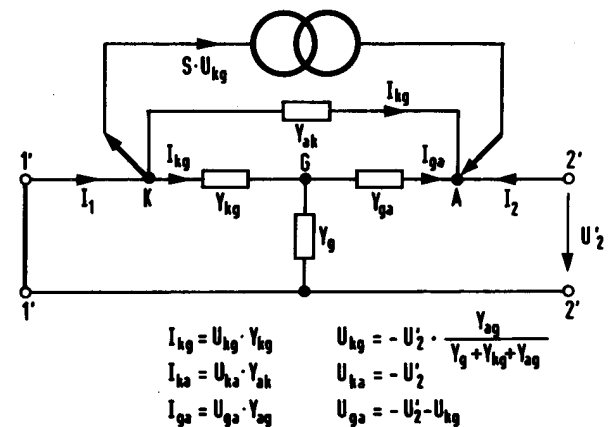 S·U_kg
I_kg
Y_ak
1' I_1 K I_kg Y_kg G Y_ga I_ga A I_2 2'
Y_g
U'_2
1' 2'
I_kg = U_kg · Y_kg
I_ka = U_ka · Y_ak
I_ga = U_ga · Y_ag
U_kg = - U'_2 · Y_ag / Y_g + Y_kg + Y_ag
U_ka = - U'_2
U_ga = - U'_2 - U_kg